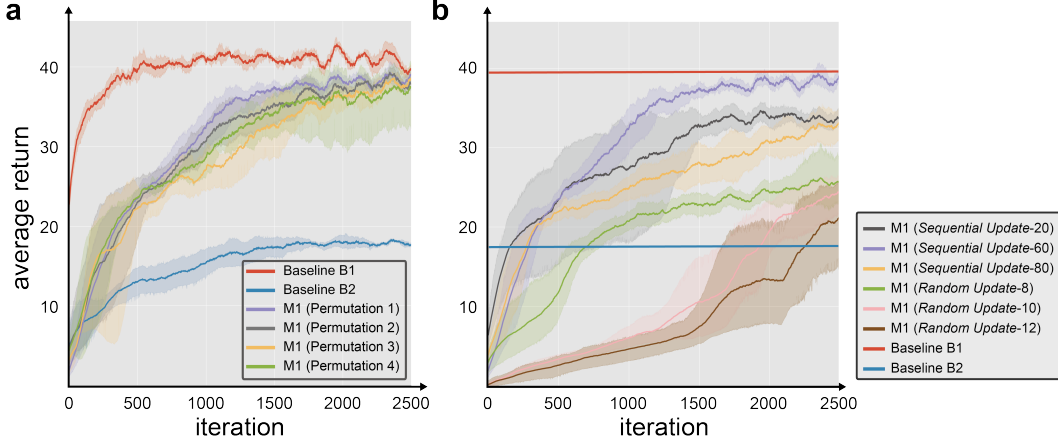 a
b
average return
40
30
20
10
0
500
1000
1500
2000
2500
iteration
Baseline B1
Baseline B2
M1 (Permutation 1)
M1 (Permutation 2)
M1 (Permutation 3)
M1 (Permutation 4)
40
30
20
10
0
500
1000
1500
2000
2500
iteration
M1 (Sequential Update-20)
M1 (Sequential Update-60)
M1 (Sequential Update-80)
M1 (Random Update-8)
M1 (Random Update-10)
M1 (Random Update-12)
Baseline B1
Baseline B2